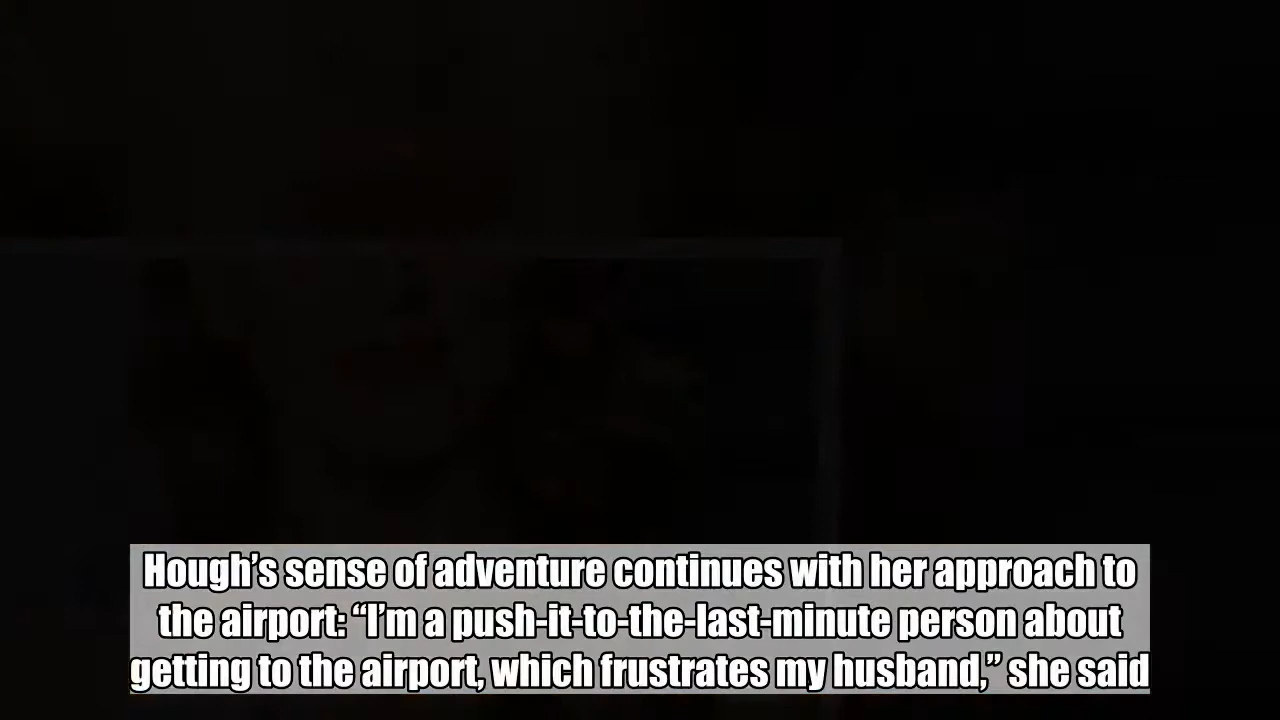 Hough’s sense of adventure continues with her approach to
the airport: “I’m a push-it-to-the-last-minute person about
getting to the airport, which frustrates my husband,” she said